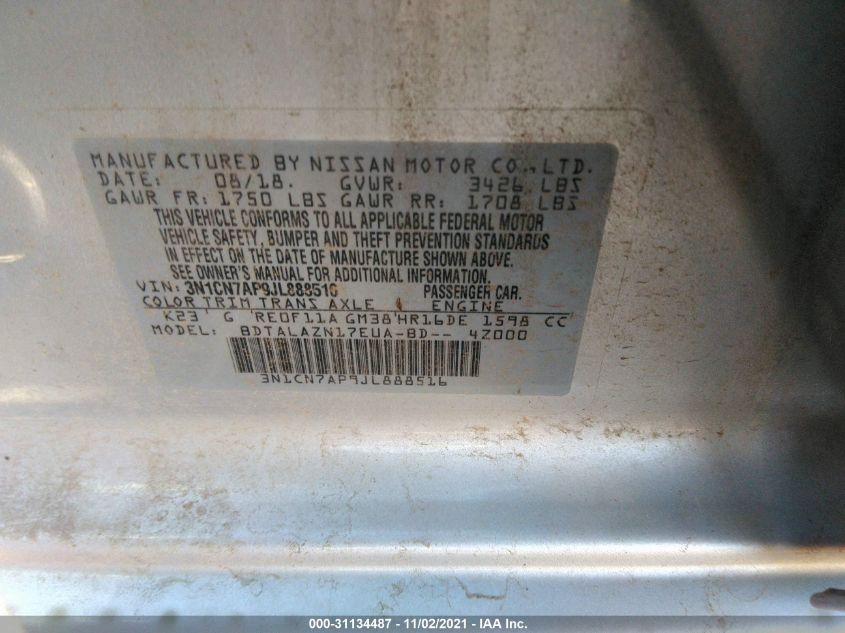 MANUFACTURED BY NISSAN MOTOR CO., LTD.
DATE: 08/18. GVWR: 3426 LBS
GAWR FR: 1750 LBS GAWR RR: 1708 LBS
THIS VEHICLE CONFORMS TO ALL APPLICABLE FEDERAL MOTOR
VEHICLE SAFETY, BUMPER AND THEFT PREVENTION STANDARDS
IN EFFECT ON THE DATE OF MANUFACTURE SHOWN ABOVE.
SEE OWNER'S MANUAL FOR ADDITIONAL INFORMATION.
VIN: 3N1CN7AP9JL888516 PASSENGER CAR.
COLOR TRIM TRANS AXLE ENGINE
K23 G RE0F11A GM38 HR16DE 1598 CC
MODEL: BDTALAZN17EUA-BD-- 4Z000
3N1CN7AP9JL888516
000-31134487 - 11/02/2021 - IAA Inc.